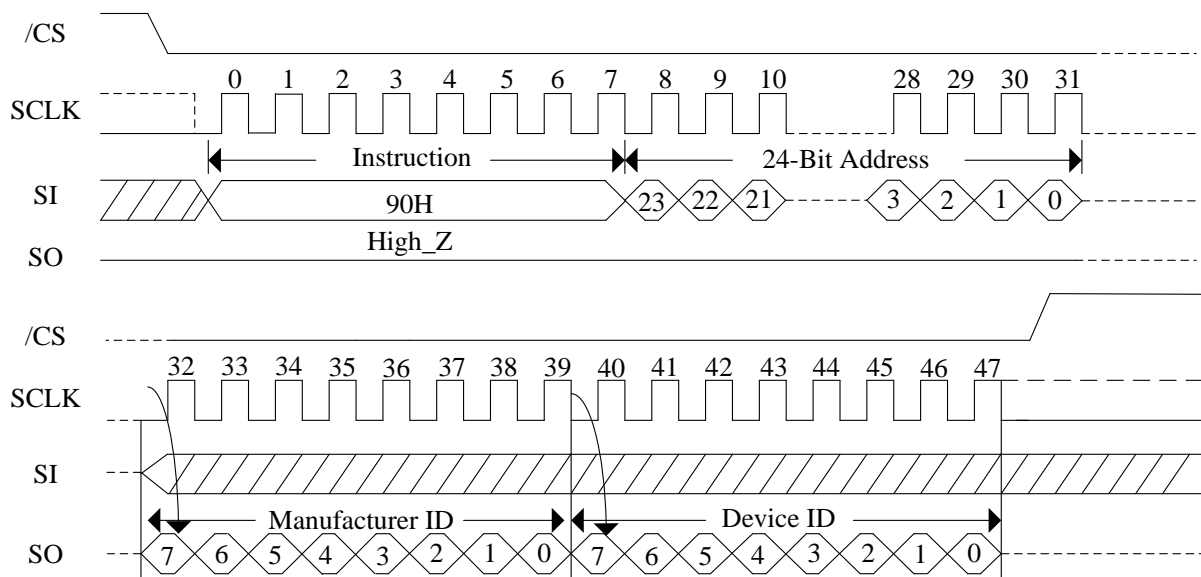 /CS
0 1 2 3 4 5 6 7 8 9 10 28 29 30 31
SCLK
Instruction 24-Bit Address
SI
90H 23 22 21 3 2 1 0
High_Z
SO
/CS
32 33 34 35 36 37 38 39 40 41 42 43 44 45 46 47
SCLK
SI
Manufacturer ID Device ID
SO 7 6 5 4 3 2 1 0 7 6 5 4 3 2 1 0